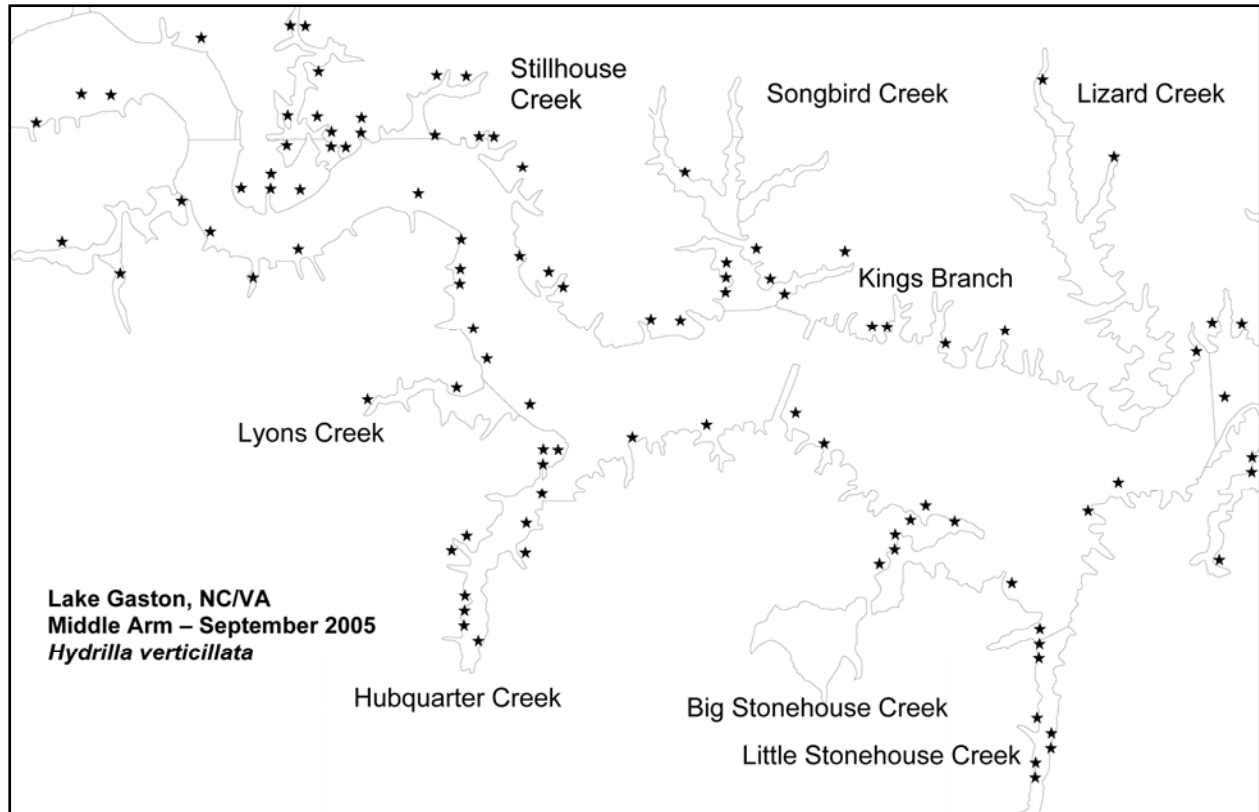 Stillhouse
Creek
Songbird Creek
Lizard Creek
Kings Branch
Lyons Creek
Lake Gaston, NC/VA
Middle Arm – September 2005
Hydrilla verticillata
Hubquarter Creek
Big Stonehouse Creek
Little Stonehouse Creek